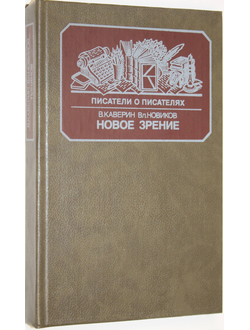 ПИСАТЕЛИ О ПИСАТЕЛЯХ
В.КАВЕРИН Вл.НОВИКОВ
НОВОЕ ЗРЕНИЕ